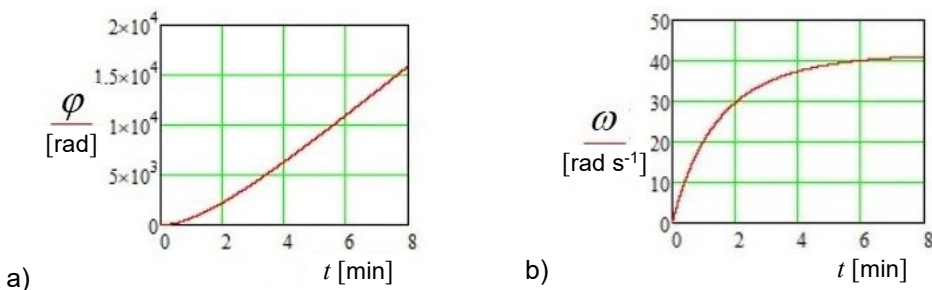 2×10⁴
1.5×10⁴
φ
[rad]
1×10⁴
5×10³
0
0 2 4 6 8
a)
t [min]
50
40
ω
30
[rad s⁻¹]
20
10
0
0 2 4 6 8
b)
t [min]